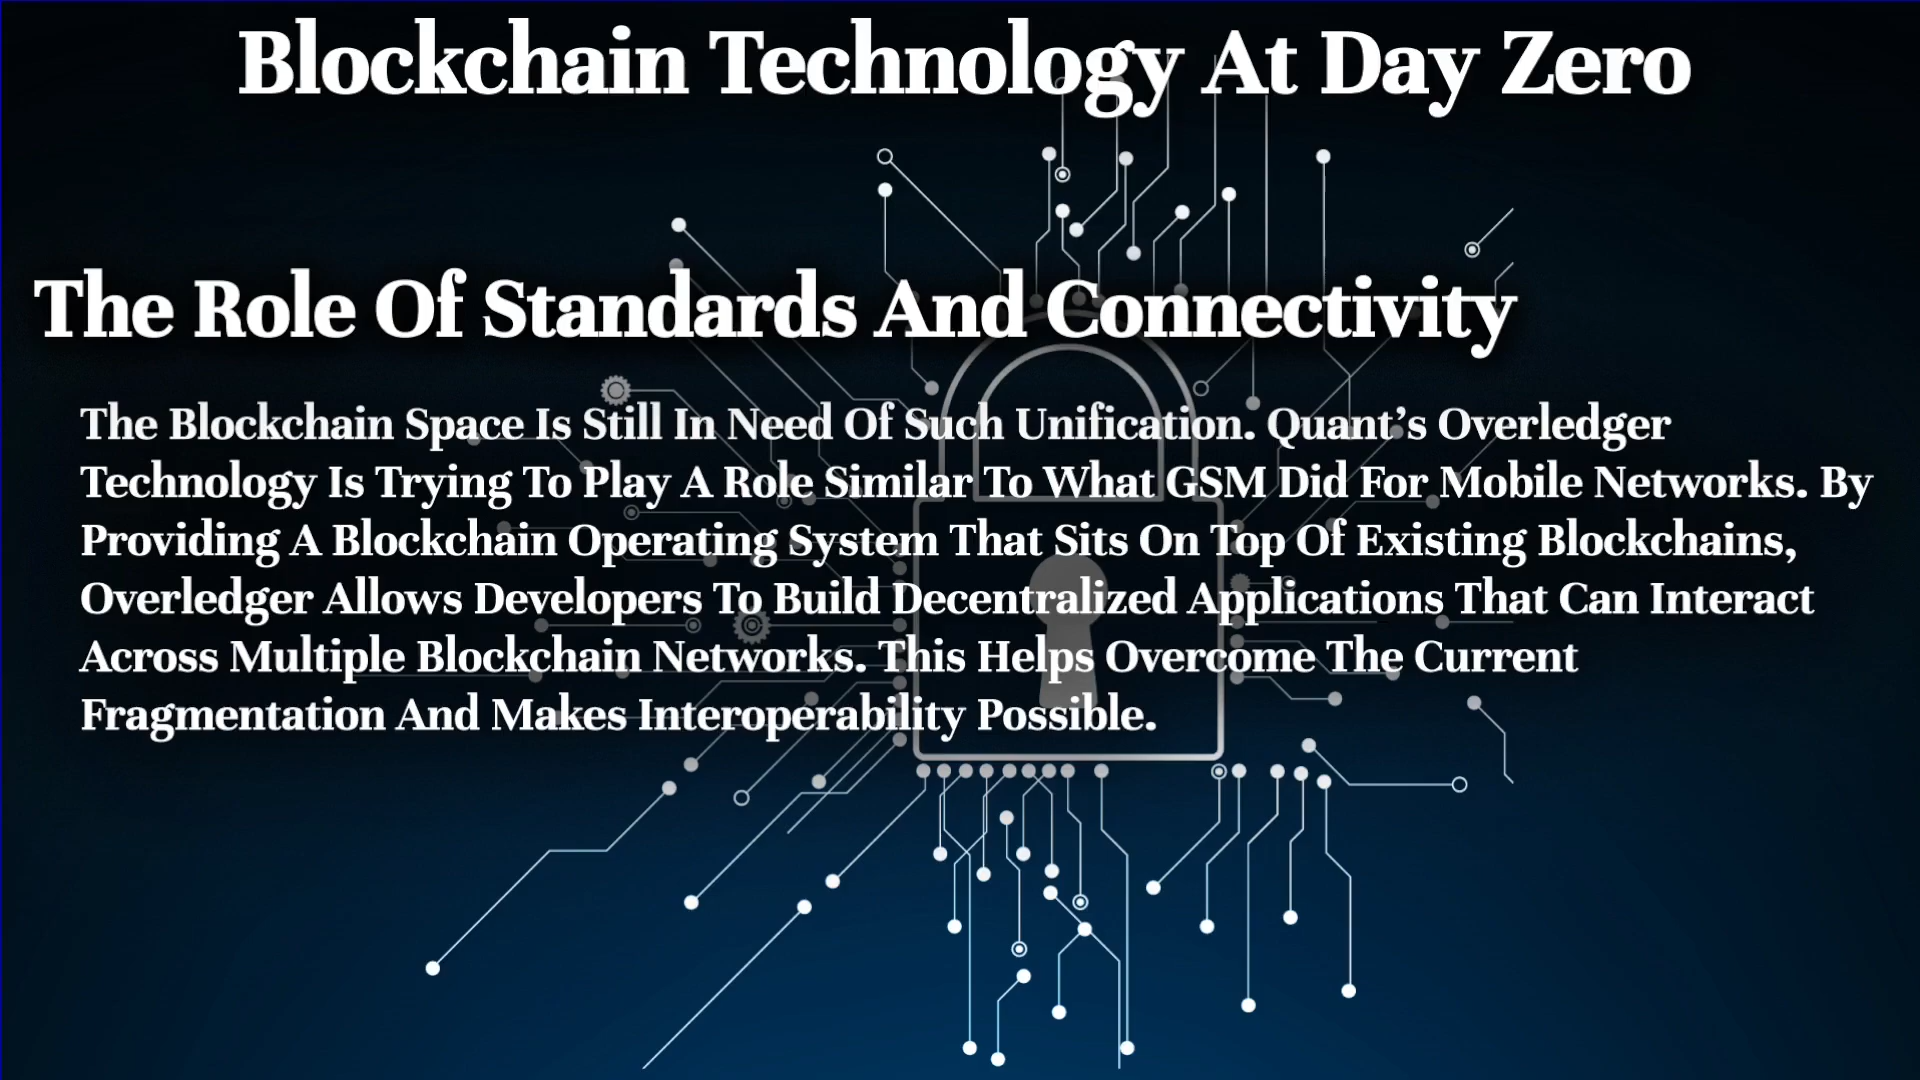 Blockchain Technology At Day Zero
The Role Of Standards And Connectivity
The Blockchain Space Is Still In Need Of Such Unification. Quant’s Overledger
Technology Is Trying To Play A Role Similar To What GSM Did For Mobile Networks. By
Providing A Blockchain Operating System That Sits On Top Of Existing Blockchains,
Overledger Allows Developers To Build Decentralized Applications That Can Interact
Across Multiple Blockchain Networks. This Helps Overcome The Current
Fragmentation And Makes Interoperability Possible.